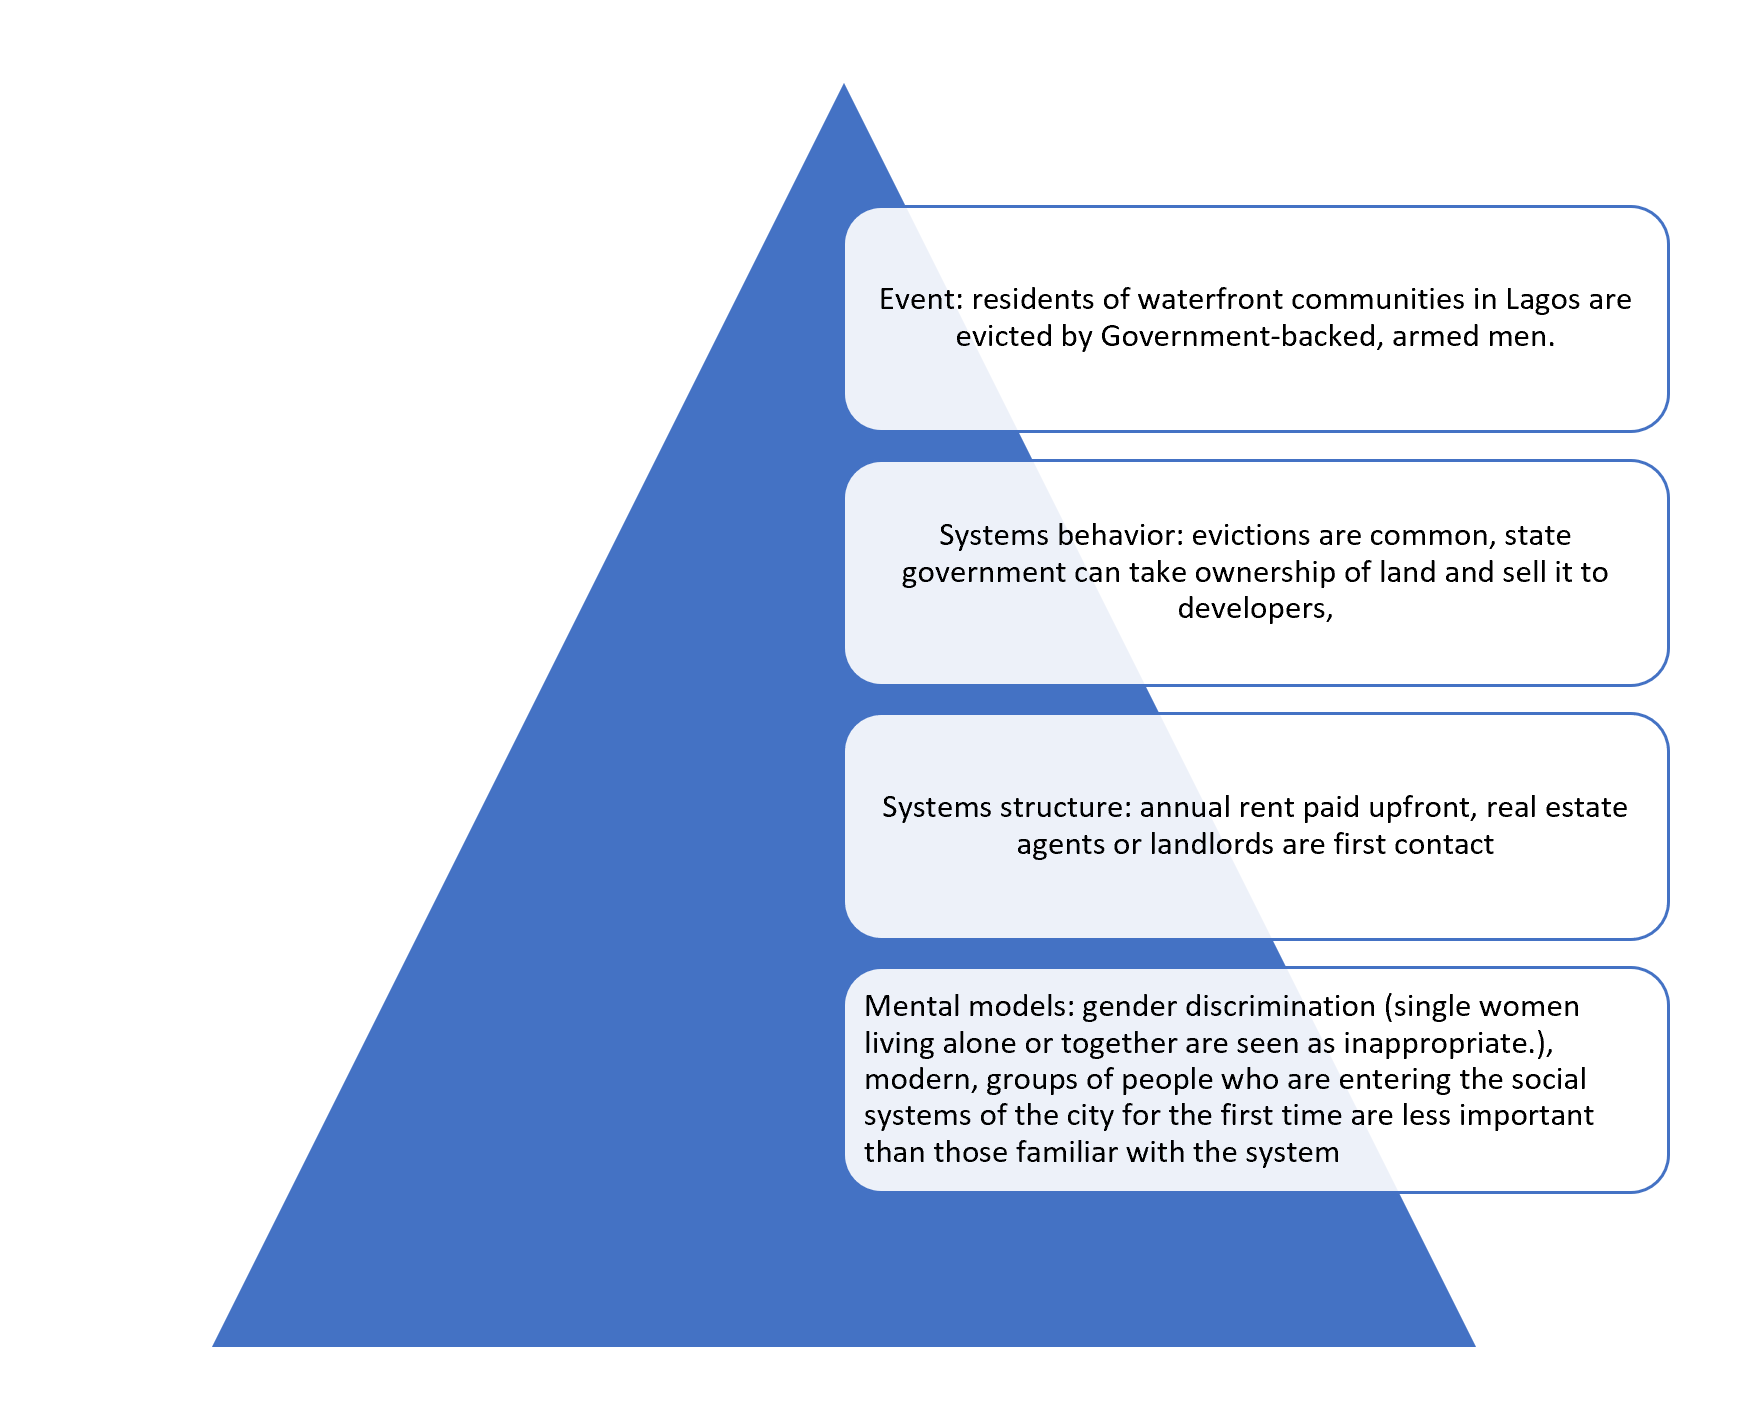 Event: residents of waterfront communities in Lagos are
evicted by Government-backed, armed men.
Systems behavior: evictions are common, state
government can take ownership of land and sell it to
developers,
Systems structure: annual rent paid upfront, real estate
agents or landlords are first contact
Mental models: gender discrimination (single women
living alone or together are seen as inappropriate.),
modern, groups of people who are entering the social
systems of the city for the first time are less important
than those familiar with the system